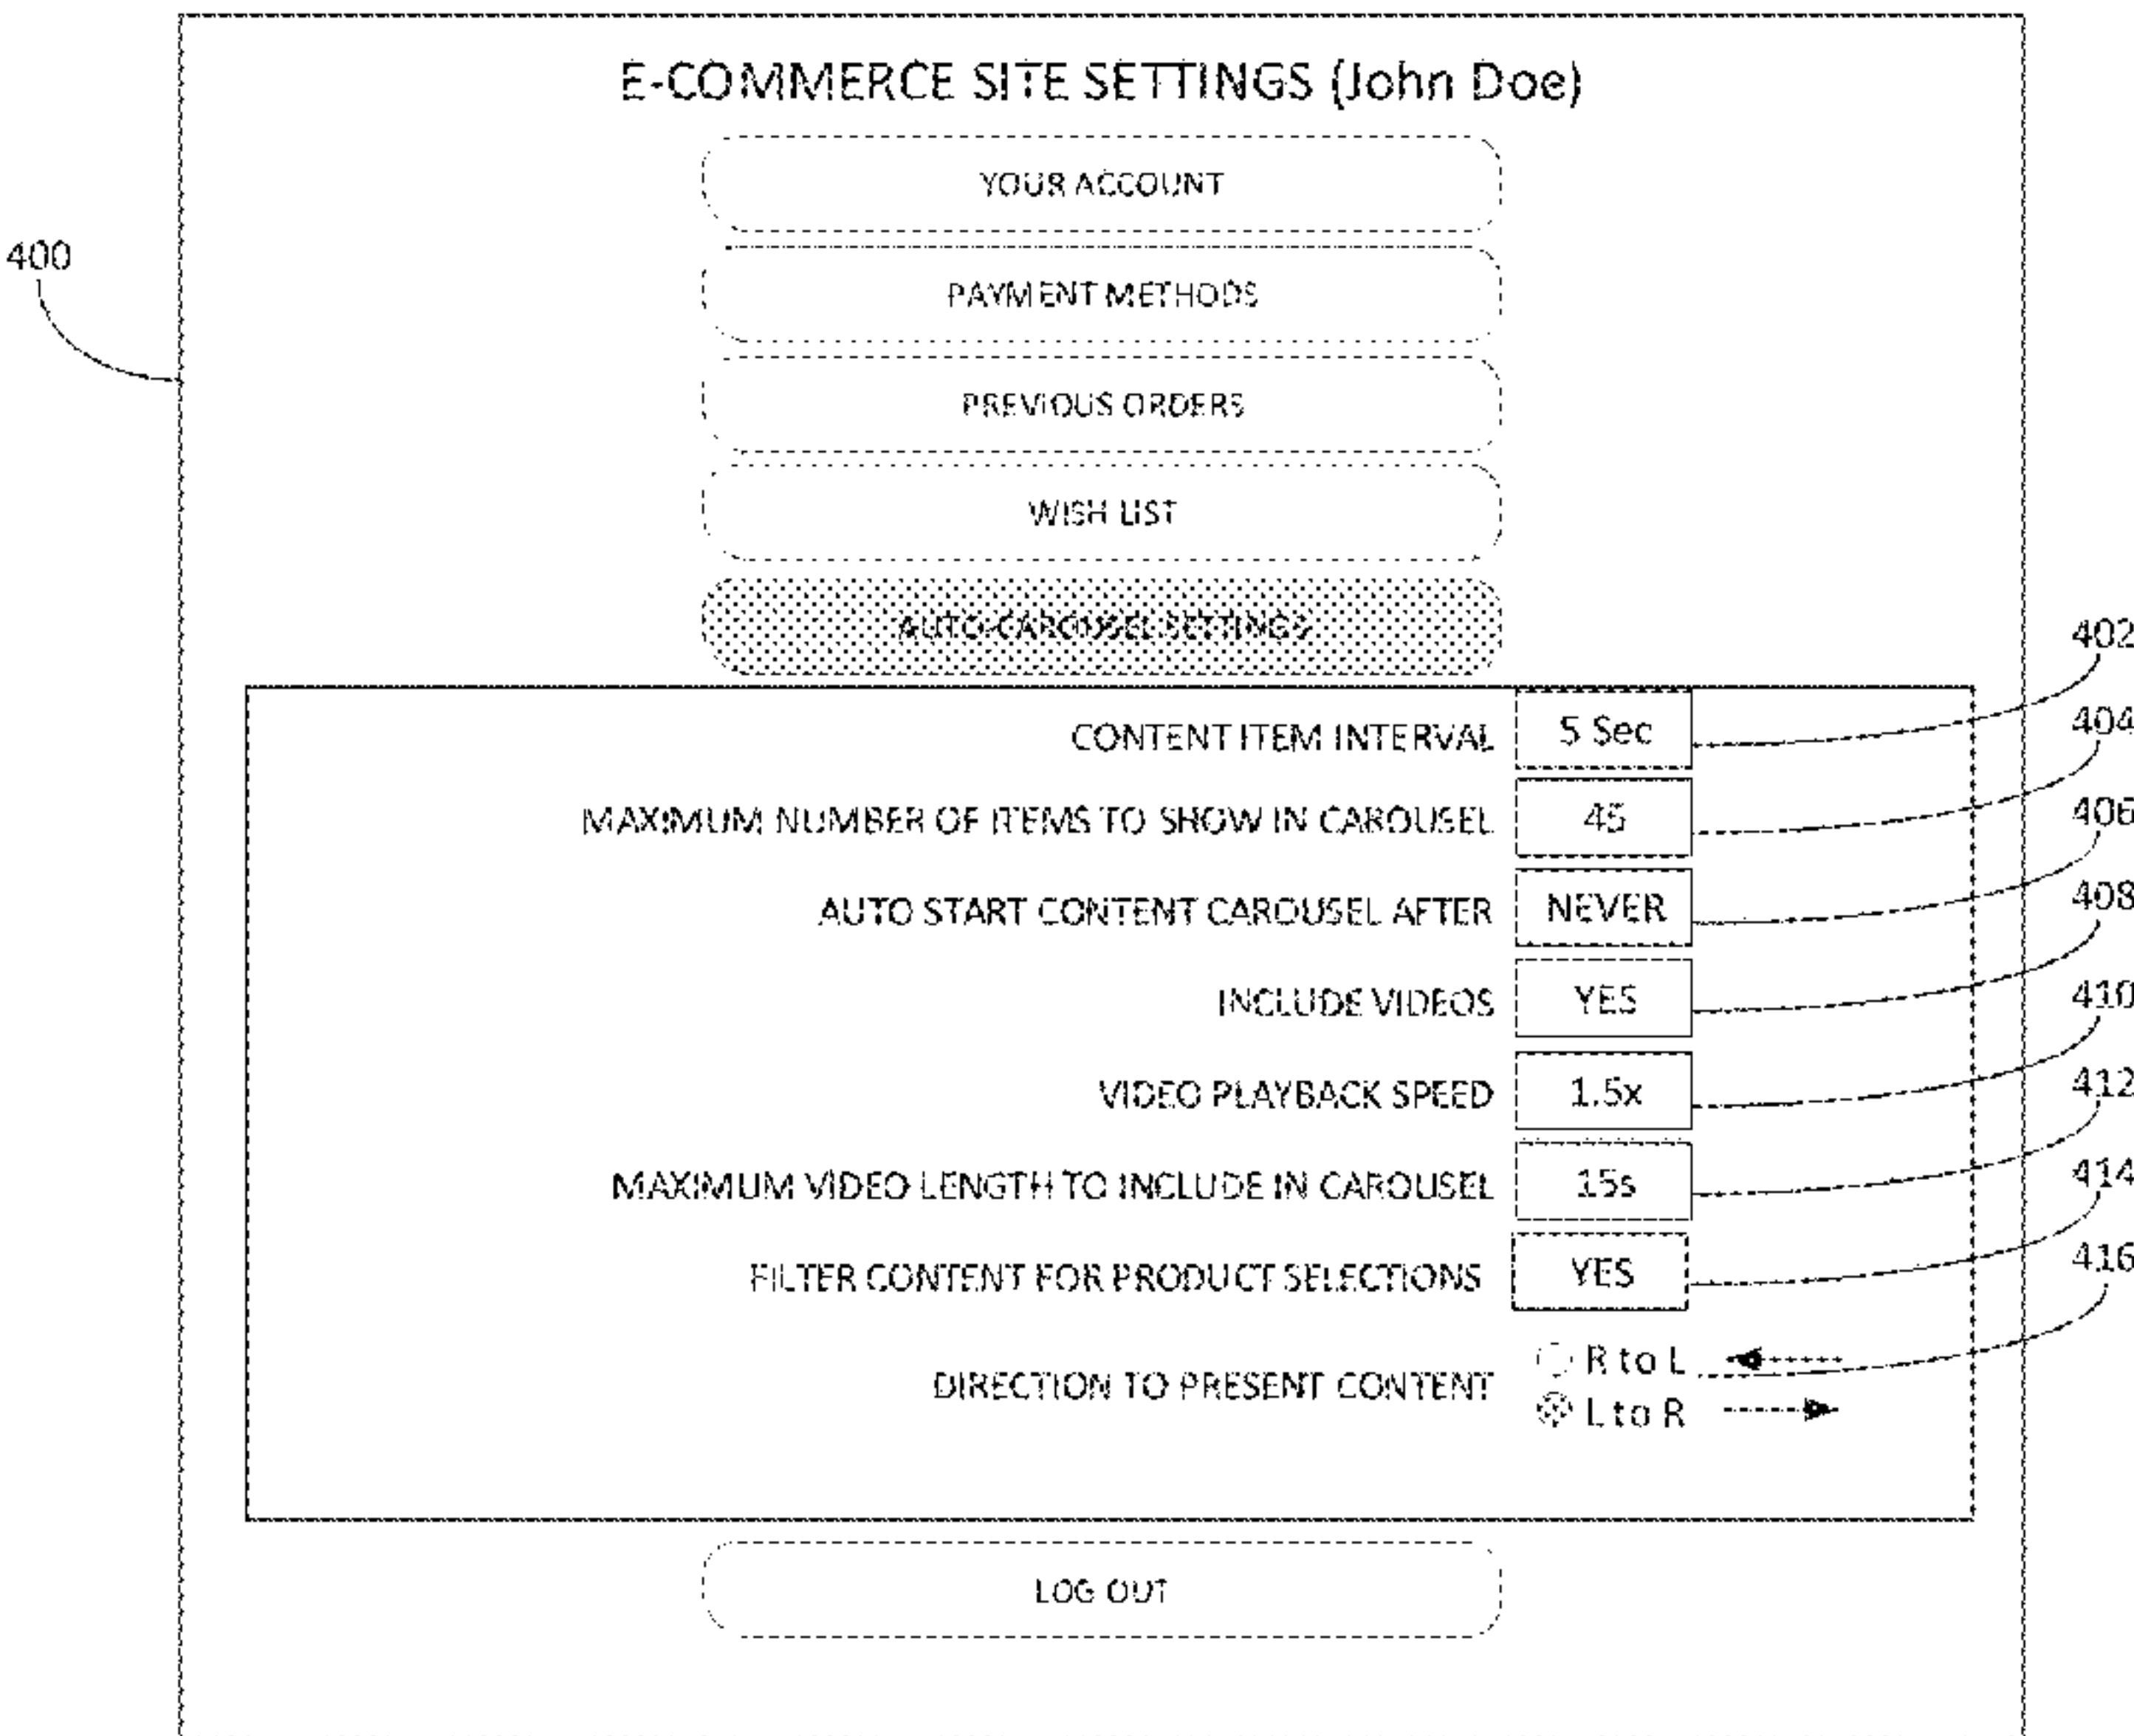 E-COMMERCE SITE SETTINGS (John Doe)
YOUR ACCOUNT
400
PAYMENT METHODS
PREVIOUS ORDERS
WISH LIST
AUTO-CAROUSEL SETTINGS
402
CONTENT ITEM INTERVAL 5 Sec
404
MAXIMUM NUMBER OF ITEMS TO SHOW IN CAROUSEL 45
406
AUTO START CONTENT CAROUSEL AFTER NEVER
408
INCLUDE VIDEOS YES
410
VIDEO PLAYBACK SPEED 1.5x
412
MAXIMUM VIDEO LENGTH TO INCLUDE IN CAROUSEL 15s
414
FILTER CONTENT FOR PRODUCT SELECTIONS YES
416
R to L
DIRECTION TO PRESENT CONTENT
L to R
LOG OUT